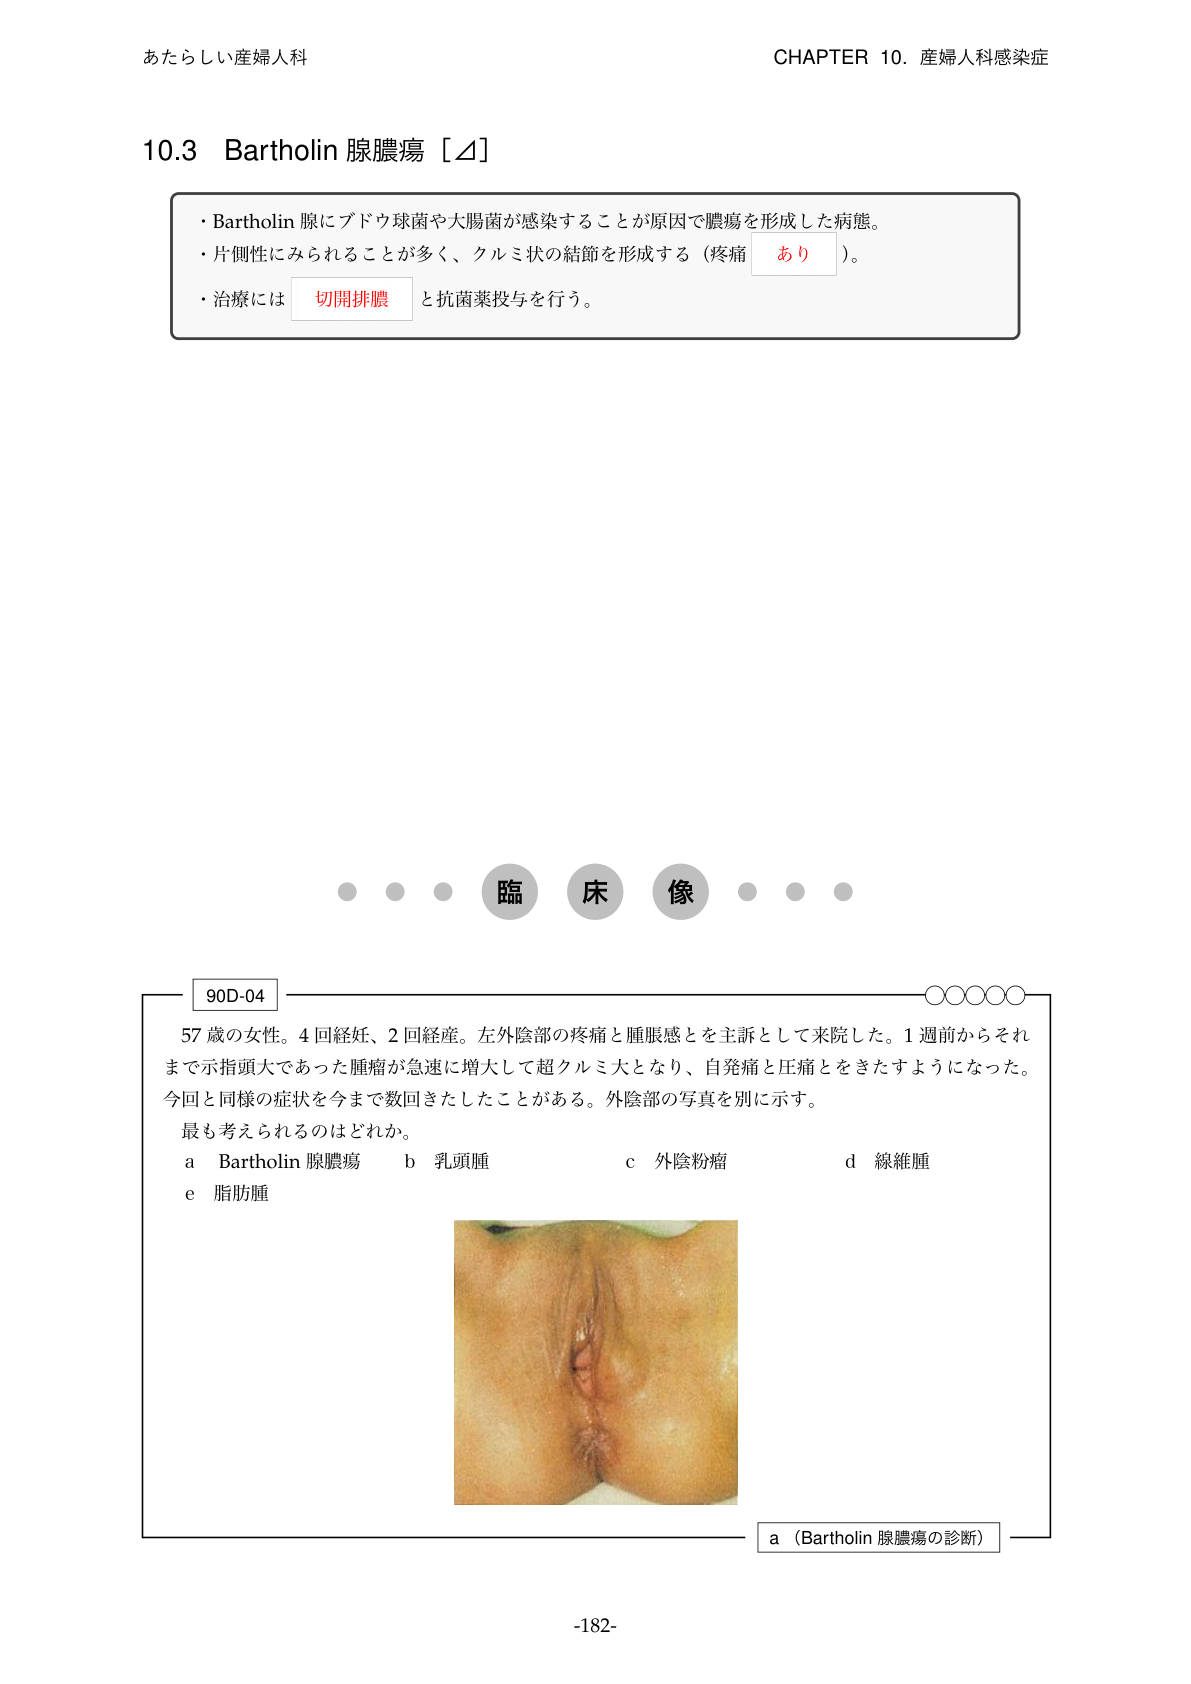 あたらしい産婦人科
CHAPTER 10. 産婦人科感染症
10.3 Bartholin 腺膿瘍［⊿］
・Bartholin 腺にブドウ球菌や大腸菌が感染することが原因で膿瘍を形成した病態。
・片側性にみられることが多く、クルミ状の結節を形成する（疼痛 あり ）。
・治療には 切開排膿 と抗菌薬投与を行う。
臨 床 像
90D-04
57 歳の女性。4 回経妊、2 回経産。左外陰部の疼痛と腫脹感とを主訴として来院した。1 週前からそれ
まで示指頭大であった腫瘤が急速に増大して超クルミ大となり、自発痛と圧痛とをきたすようになった。
今回と同様の症状を今まで数回きたしたことがある。外陰部の写真を別に示す。
最も考えられるのはどれか。
a Bartholin 腺膿瘍 b 乳頭腫 c 外陰粉瘤 d 線維腫
e 脂肪腫
a （Bartholin 腺膿瘍の診断）
-182-